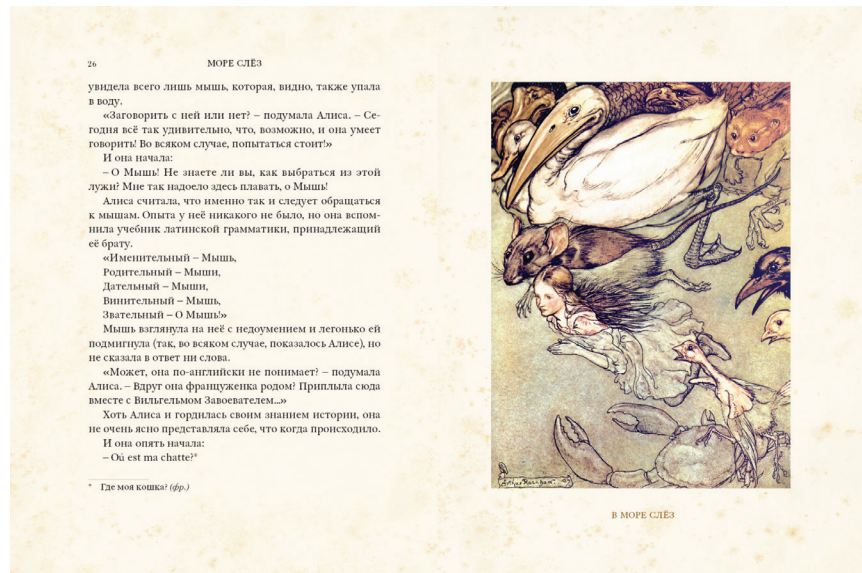 26
МОРЕ СЛЁЗ
увидела всего лишь мышь, которая, видно, также упала
в воду.
«Заговорить с ней или нет? – подумала Алиса. – Се-
годня всё так удивительно, что, возможно, и она умеет
говорить! Во всяком случае, попытаться стоит!»
И она начала:
– О Мышь! Не знаете ли вы, как выбраться из этой
лужи? Мне так надоело здесь плавать, о Мышь!
Алиса считала, что именно так и следует обращаться
к мышам. Опыта у неё никакого не было, но она вспом-
нила учебник латинской грамматики, принадлежащий
её брату.
«Именительный – Мышь,
Родительный – Мыши,
Дательный – Мыши,
Винительный – Мышь,
Звательный – О Мышь!»
Мышь взглянула на неё с недоумением и легонько ей
подмигнула (так, во всяком случае, показалось Алисе), но
не сказала в ответ ни слова.
«Может, она по-английски не понимает? – подумала
Алиса. – Вдруг она француженка родом? Приплыла сюда
вместе с Вильгельмом Завоевателем...»
Хоть Алиса и гордилась своим знанием истории, она
не очень ясно представляла себе, что когда происходило.
И она опять начала:
– Oú est ma chatte?*
* Где моя кошка? (фр.)
Arthur Rackham 07
В МОРЕ СЛЁЗ